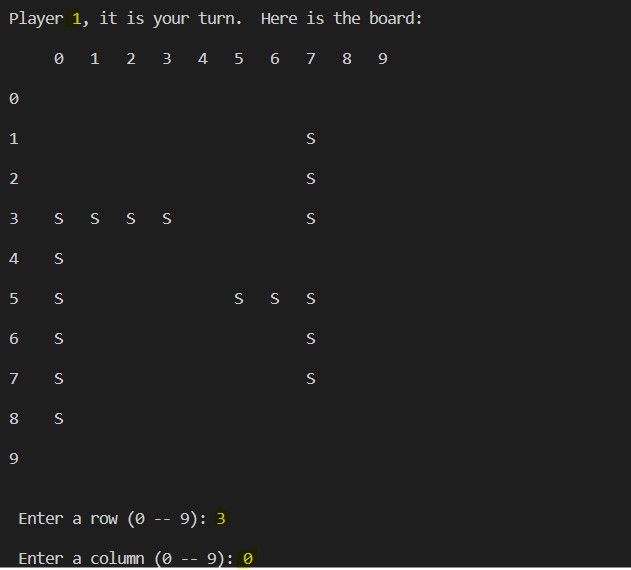 Player 1, it is your turn.  Here is the board:
     0   1   2   3   4   5   6   7   8   9
0
1                                S
2                                S
3    S   S   S   S               S
4    S
5    S                   S   S   S
6    S                           S
7    S                           S
8    S
9
 Enter a row (0 -- 9): 3
 Enter a column (0 -- 9): 0